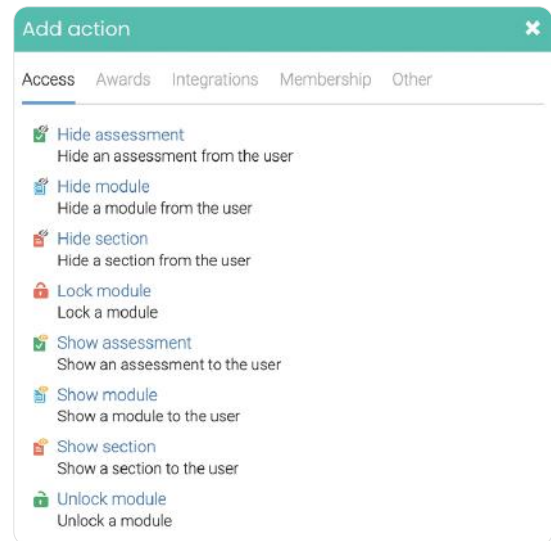 Add action
Access Awards Integrations Membership Other
Hide assessment
Hide an assessment from the user
Hide module
Hide a module from the user
Hide section
Hide a section from the user
Lock module
Lock a module
Show assessment
Show an assessment to the user
Show module
Show a module to the user
Show section
Show a section to the user
Unlock module
Unlock a module